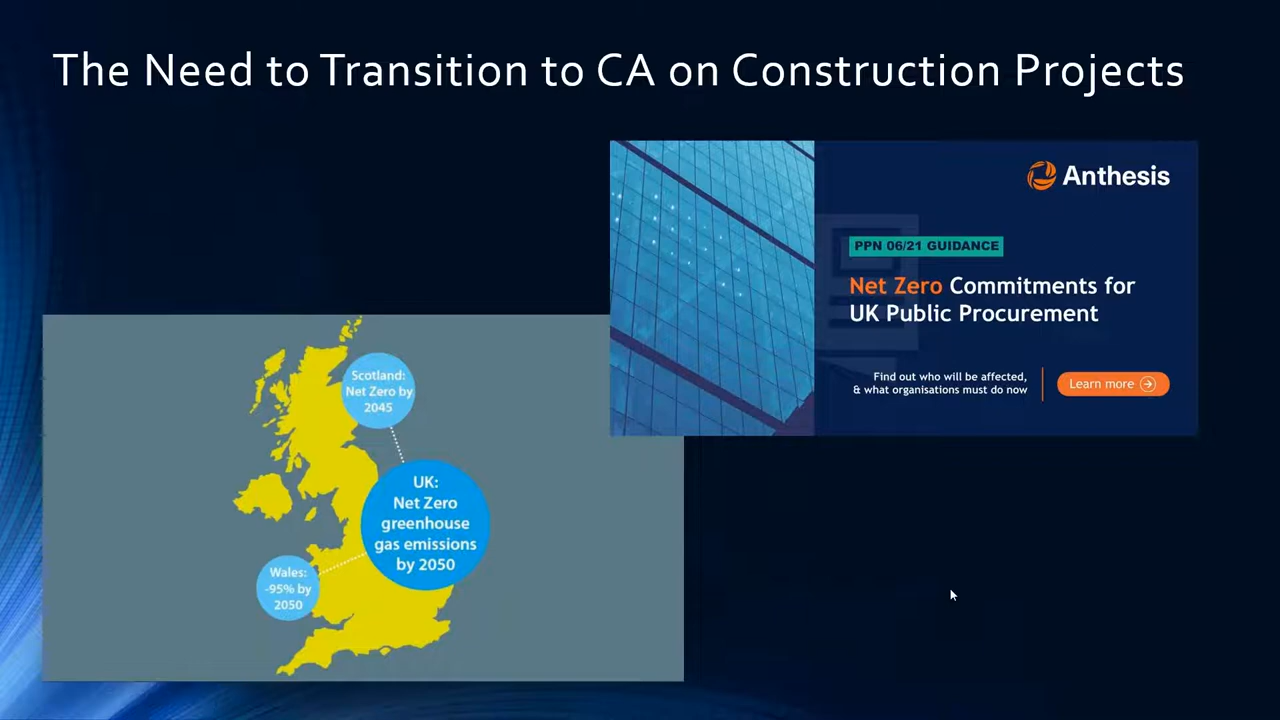 The Need to Transition to CA on Construction Projects
Anthesis
PPN 06/21 GUIDANCE
Net Zero Commitments for
UK Public Procurement
Find out who will be affected,
& what organisations must do now
Learn more
Scotland:
Net Zero by
2045
UK:
Net Zero
greenhouse
gas emissions
by 2050
Wales:
-95% by
2050